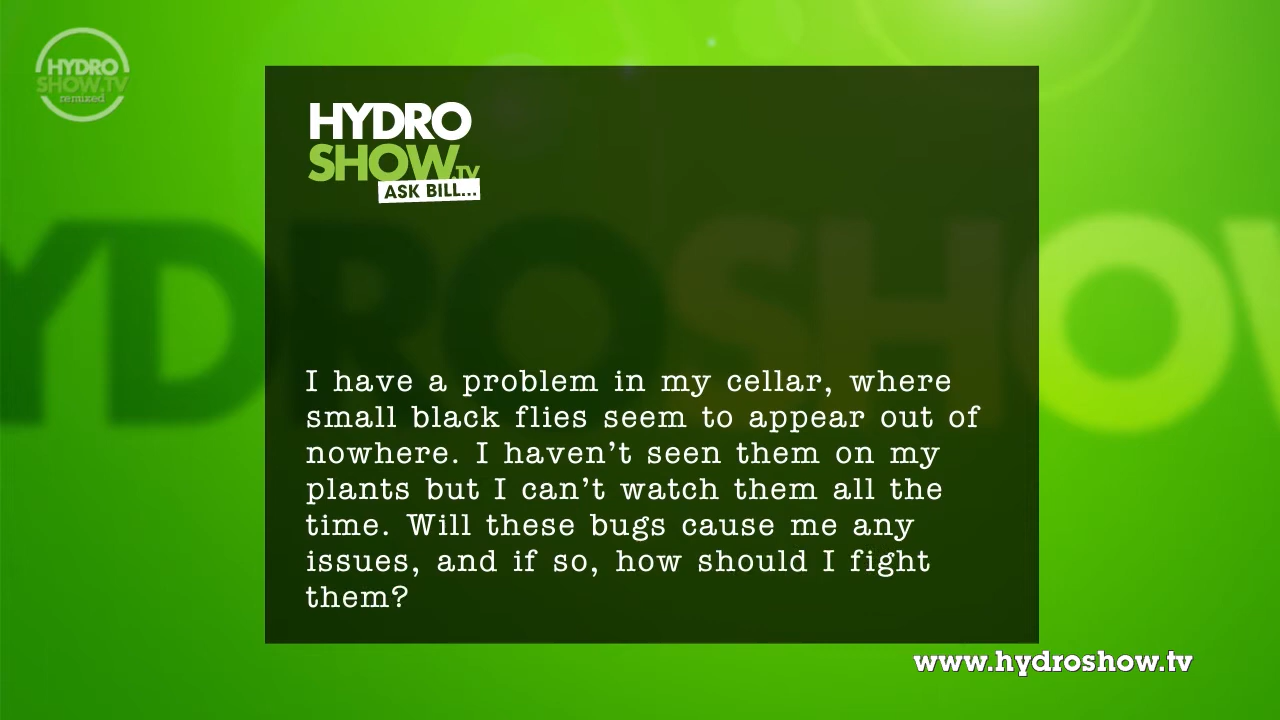 HYDRO
SHOW.TV
remixed
HYDRO
SHOW.TV
ASK BILL...
HYDROSHOW
I have a problem in my cellar, where
small black flies seem to appear out of
nowhere. I haven't seen them on my
plants but I can't watch them all the
time. Will these bugs cause me any
issues, and if so, how should I fight
them?
www.hydroshow.tv